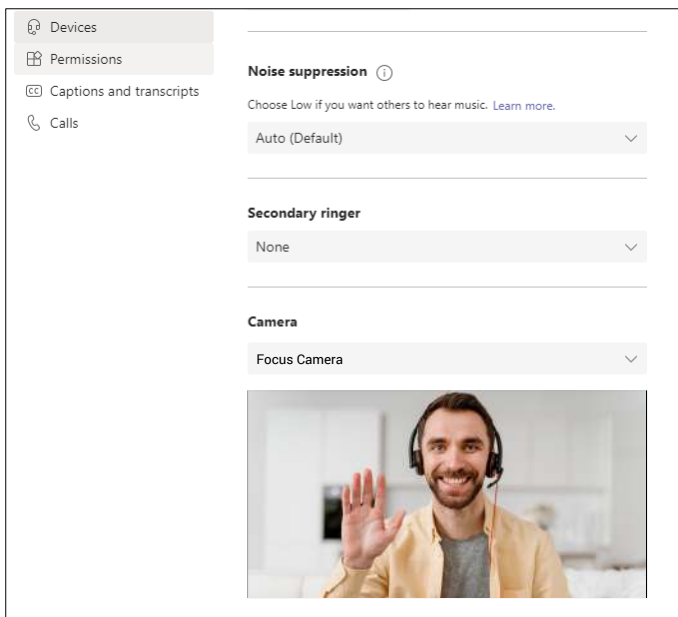 Devices
Permissions
CC Captions and transcripts
Calls
Noise suppression
Choose Low if you want others to hear music. Learn more.
Auto (Default)
Secondary ringer
None
Camera
Focus Camera